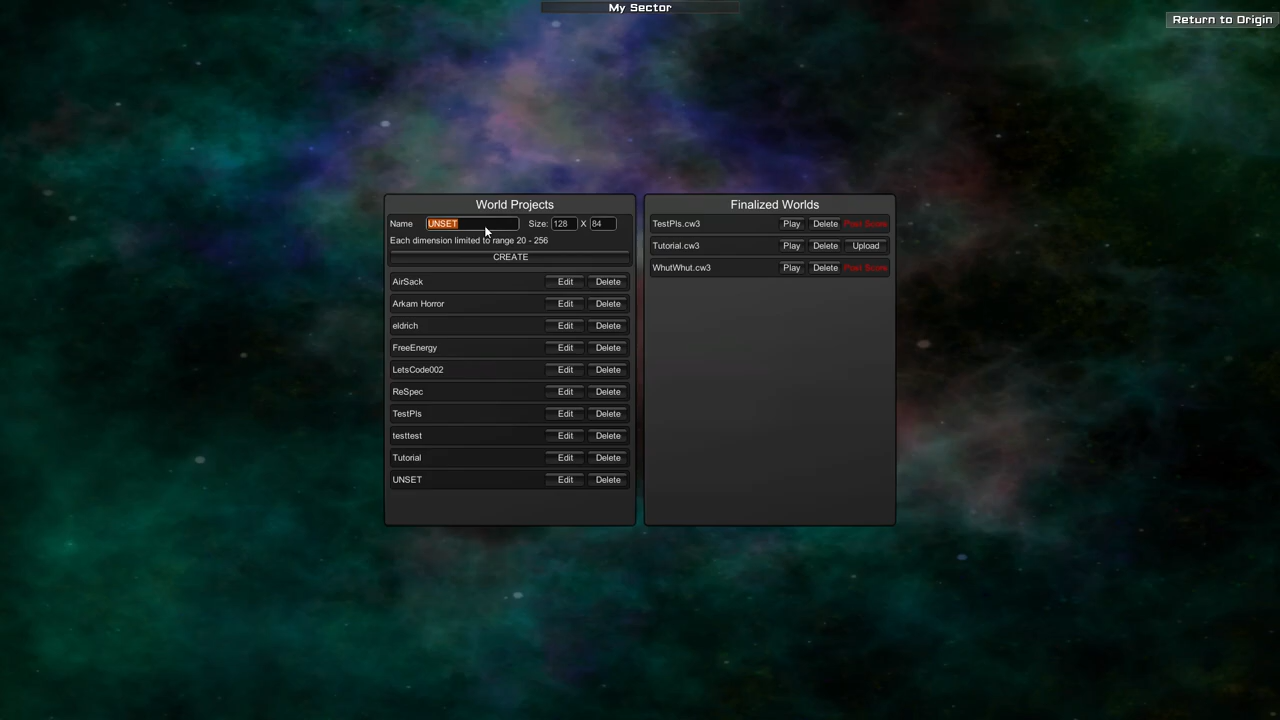 My Sector
Return to Origin
World Projects
Name UNSET Size: 128 X 84
Each dimension limited to range 20 - 256
CREATE
AirSack Edit Delete
Arkam Horror Edit Delete
eldrich Edit Delete
FreeEnergy Edit Delete
LetsCode002 Edit Delete
ReSpec Edit Delete
TestPls Edit Delete
testtest Edit Delete
Tutorial Edit Delete
UNSET Edit Delete
Finalized Worlds
TestPls.cw3 Play Delete Post Score
Tutorial.cw3 Play Delete Upload
WhutWhut.cw3 Play Delete Post Score